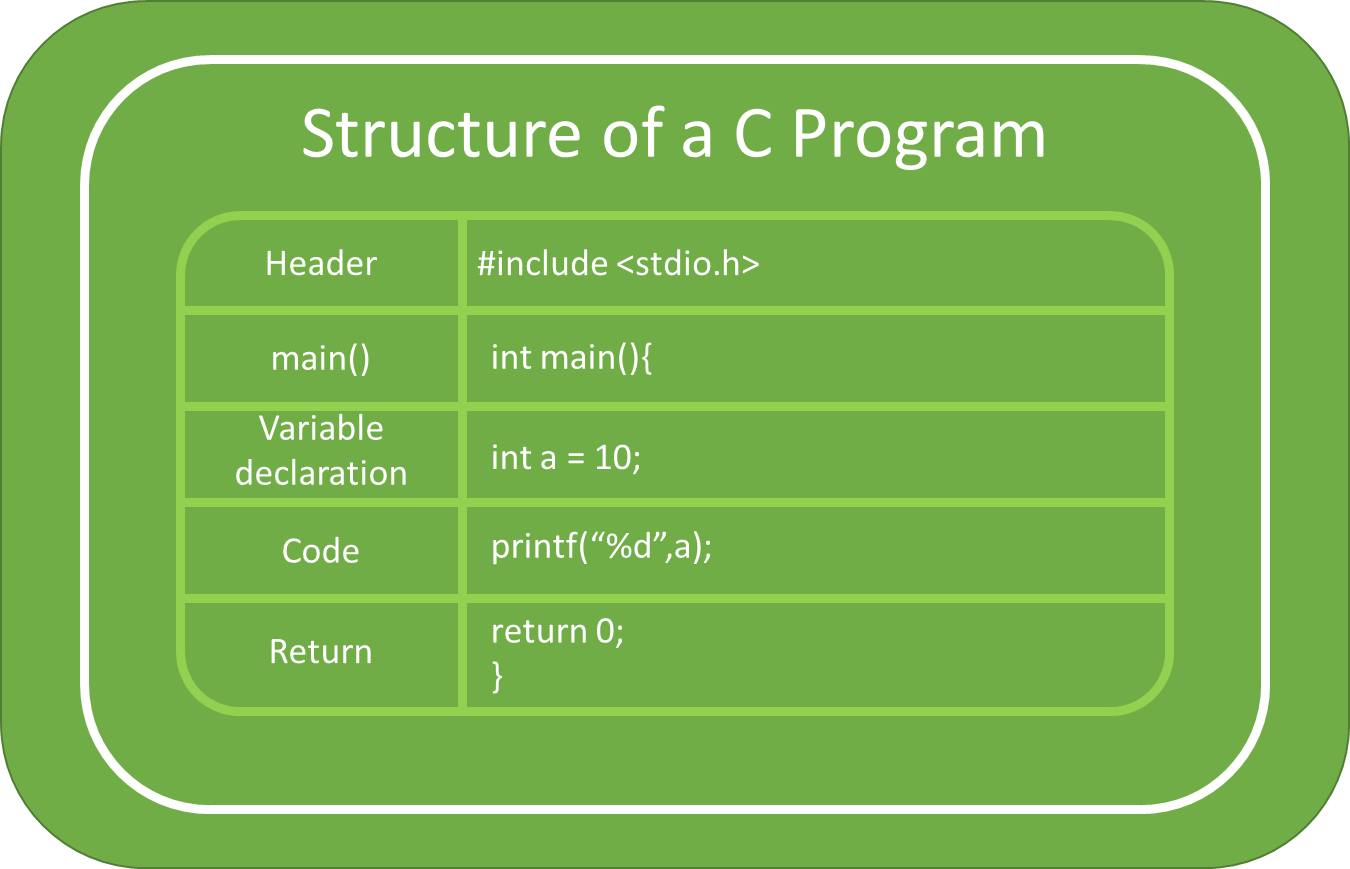 Structure of a C Program
Header
#include <stdio.h>
main()
int main(){
Variable
declaration
int a = 10;
Code
printf(“%d”,a);
Return
return 0;
}